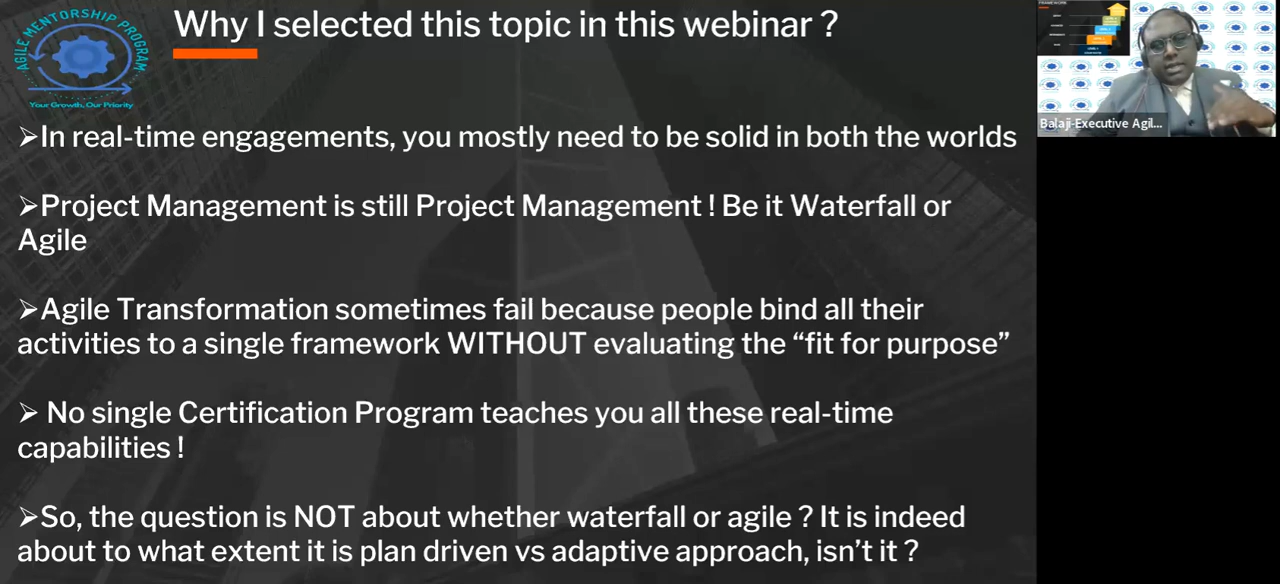 AGILE MENTORSHIP PROGRAM
Your Growth, Our Priority
Why I selected this topic in this webinar ?
➢In real-time engagements, you mostly need to be solid in both the worlds
➢Project Management is still Project Management ! Be it Waterfall or
Agile
➢Agile Transformation sometimes fail because people bind all their
activities to a single framework WITHOUT evaluating the “fit for purpose”
➢ No single Certification Program teaches you all these real-time
capabilities !
➢So, the question is NOT about whether waterfall or agile ? It is indeed
about to what extent it is plan driven vs adaptive approach, isn’t it ?
Balaji-Executive Agil...